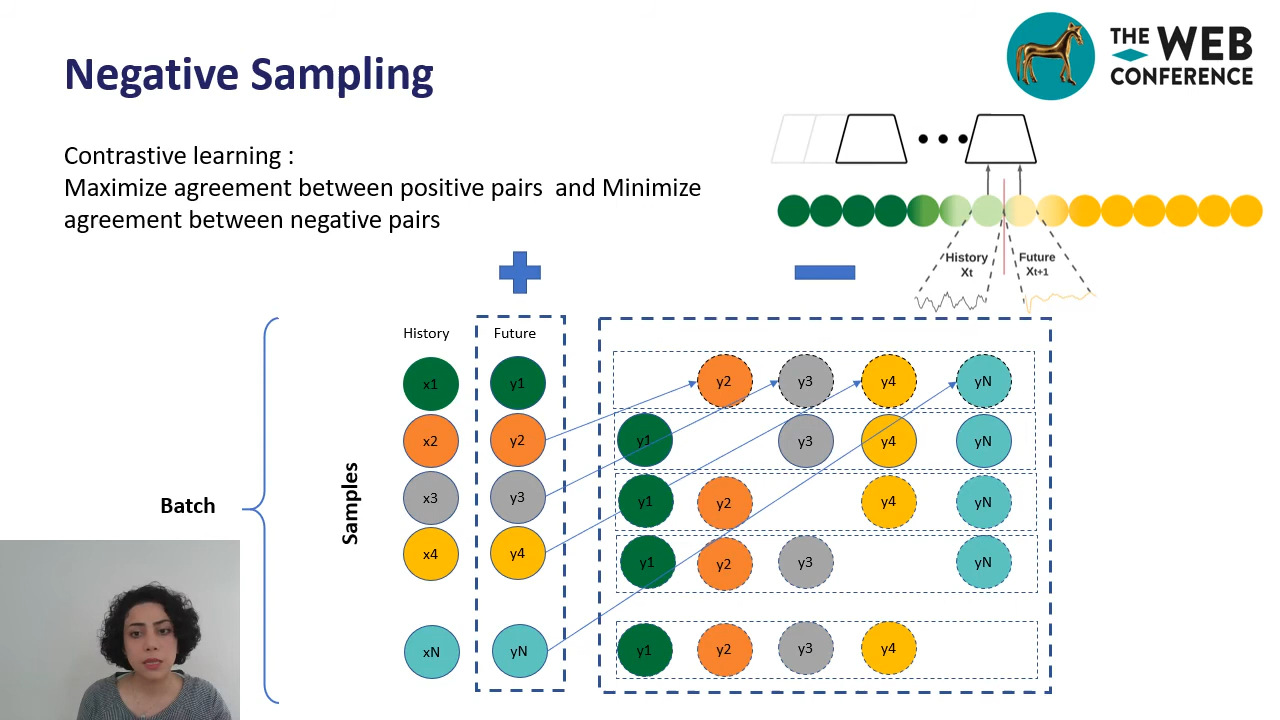 Negative Sampling
THE WEB
CONFERENCE
Contrastive learning :
Maximize agreement between positive pairs and Minimize
agreement between negative pairs
History
Xt
Future
Xt+1
History
Future
x1
y1
y2
y3
y4
yN
x2
y2
y1
y3
y4
yN
x3
y3
y1
y2
y4
yN
x4
y4
y1
y2
y3
yN
xN
yN
y1
y2
y3
y4
Samples
Batch